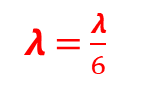 λ = λ/6